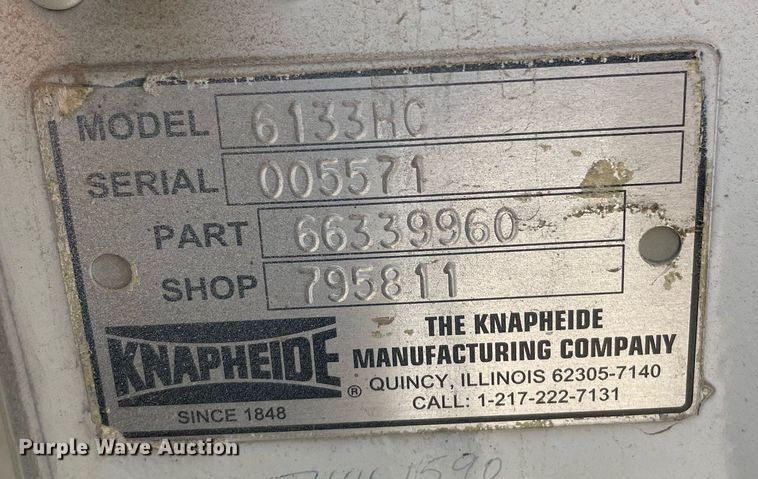 MODEL 6133HC
SERIAL 005571
PART 66339960
SHOP 795811
KNAPHEIDE ®
SINCE 1848
THE KNAPHEIDE
MANUFACTURING COMPANY
QUINCY, ILLINOIS 62305-7140
CALL: 1-217-222-7131
Purple Wave Auction
1590